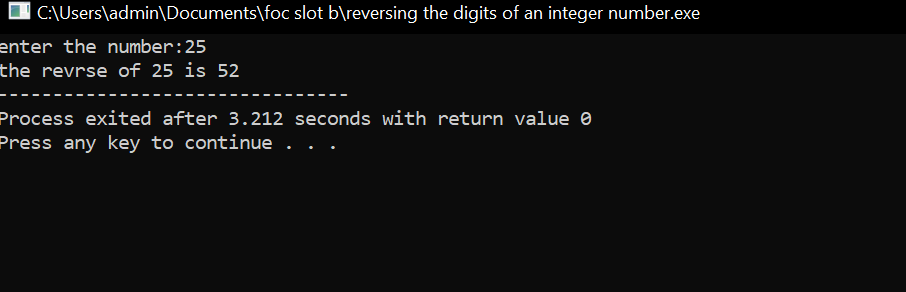 C:\Users\admin\Documents\foc slot b\reversing the digits of an integer number.exe
enter the number:25
the revrse of 25 is 52
--------------------------------
Process exited after 3.212 seconds with return value 0
Press any key to continue . . .